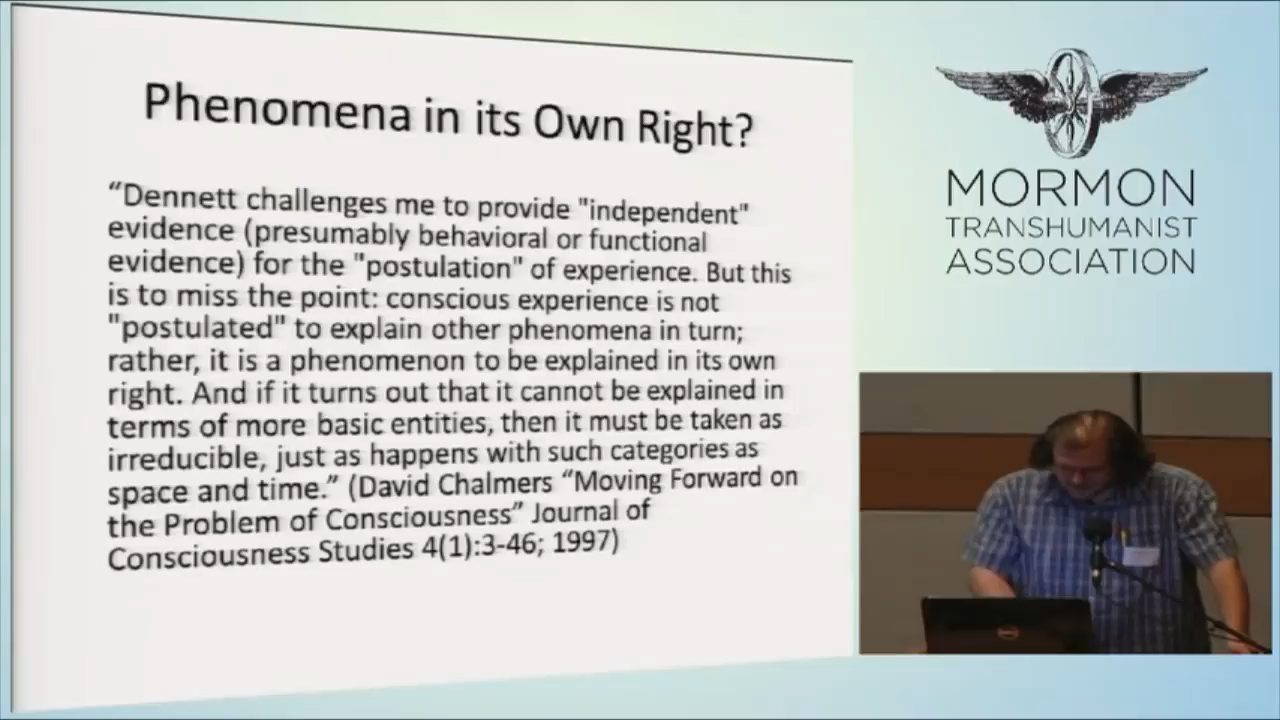 Phenomena in its Own Right?
“Dennett challenges me to provide "independent"
evidence (presumably behavioral or functional
evidence) for the "postulation" of experience. But this
is to miss the point: conscious experience is not
"postulated" to explain other phenomena in turn;
rather, it is a phenomenon to be explained in its own
right. And if it turns out that it cannot be explained in
terms of more basic entities, then it must be taken as
irreducible, just as happens with such categories as
space and time.” (David Chalmers “Moving Forward on
the Problem of Consciousness” Journal of
Consciousness Studies 4(1):3-46; 1997)
MORMON
TRANSHUMANIST
ASSOCIATION